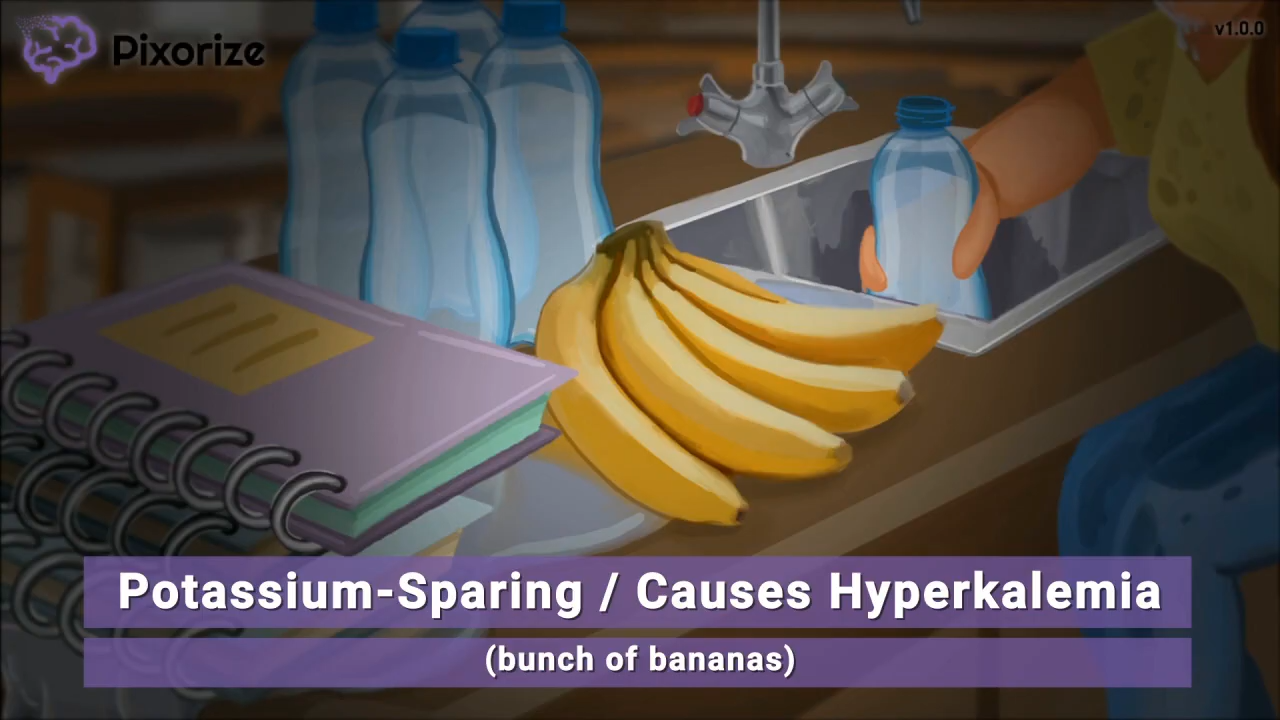 Pixorize
v1.0.0
Potassium-Sparing / Causes Hyperkalemia
(bunch of bananas)